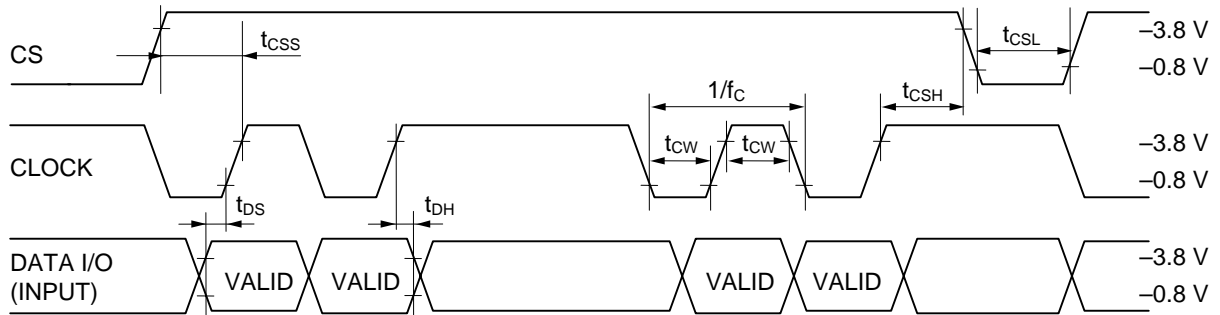 CS
tCSS
tCSL
–3.8 V
–0.8 V
1/fC
tCSH
CLOCK
tCW
tCW
–3.8 V
–0.8 V
tDS
tDH
DATA I/O
(INPUT)
VALID
VALID
VALID
VALID
–3.8 V
–0.8 V